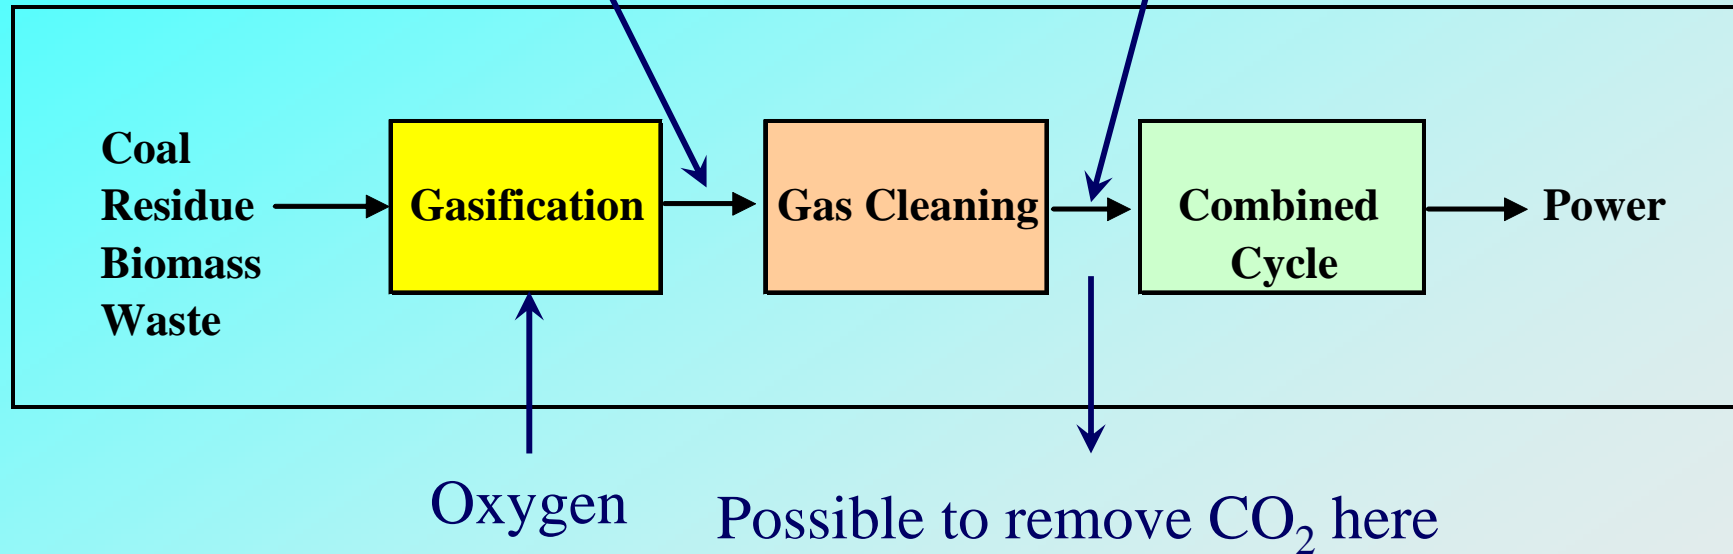 Coal
Residue
Biomass
Waste
Gasification
Gas Cleaning
Combined
Cycle
Power
Oxygen
Possible to remove CO₂ here